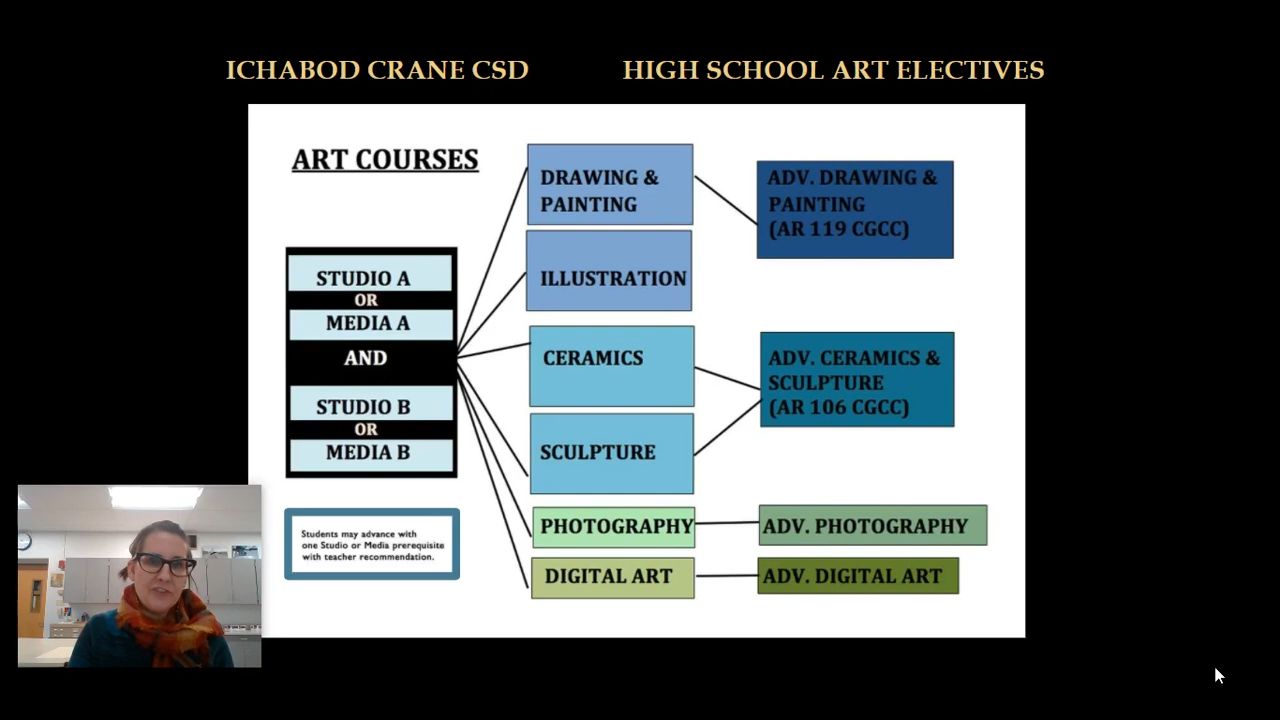 ICHABOD CRANE CSD HIGH SCHOOL ART ELECTIVES
ART COURSES
STUDIO A
OR
MEDIA A
AND
STUDIO B
OR
MEDIA B
Students may advance with
one Studio or Media prerequisite
with teacher recommendation.
DRAWING &
PAINTING
ILLUSTRATION
CERAMICS
SCULPTURE
PHOTOGRAPHY
DIGITAL ART
ADV. DRAWING &
PAINTING
(AR 119 CGCC)
ADV. CERAMICS &
SCULPTURE
(AR 106 CGCC)
ADV. PHOTOGRAPHY
ADV. DIGITAL ART